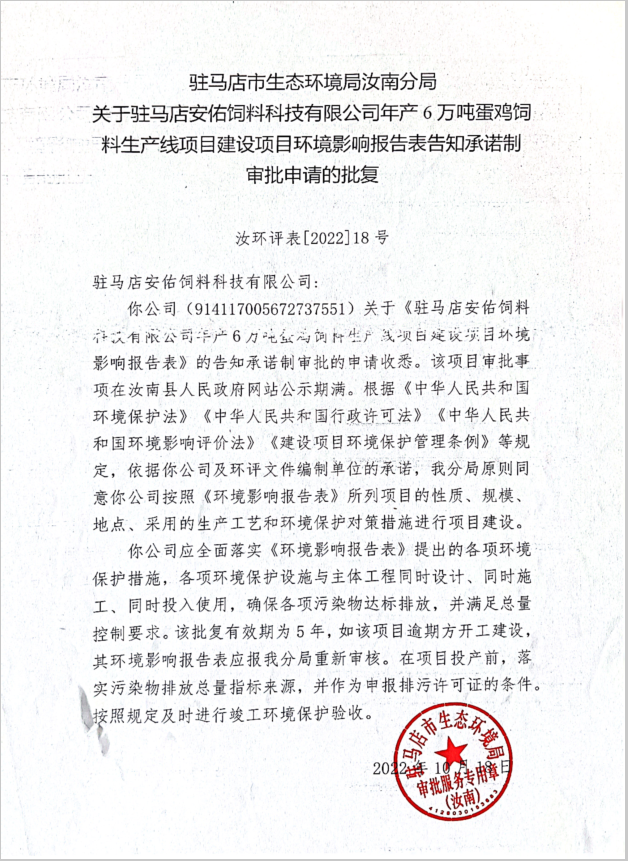 驻马店市生态环境局汝南分局
关于驻马店安佑饲料科技有限公司年产 6 万吨蛋鸡饲
料生产线项目建设项目环境影响报告表告知承诺制
审批申请的批复
汝环评表[2022]18 号
驻马店安佑饲料科技有限公司：
你公司（914117005672737551）关于《驻马店安佑饲料
科技有限公司年产 6 万吨蛋鸡饲料生产线项目建设项目环境
影响报告表》的告知承诺制审批的申请收悉。该项目审批事
项在汝南县人民政府网站公示期满。根据《中华人民共和国
环境保护法》《中华人民共和国行政许可法》《中华人民共
和国环境影响评价法》《建设项目环境保护管理条例》等规
定，依据你公司及环评文件编制单位的承诺，我分局原则同
意你公司按照《环境影响报告表》所列项目的性质、规模、
地点、采用的生产工艺和环境保护对策措施进行项目建设。
你公司应全面落实《环境影响报告表》提出的各项环境
保护措施，各项环境保护设施与主体工程同时设计、同时施
工、同时投入使用，确保各项污染物达标排放，并满足总量
控制要求。该批复有效期为 5 年，如该项目逾期方开工建设，
其环境影响报告表应报我分局重新审核。在项目投产前，落
实污染物排放总量指标来源，并作为申报排污许可证的条件。
按照规定及时进行竣工环境保护验收。
驻马店市生态环境局
2022 年 10 月 18 日
审批服务专用章
（汝南）